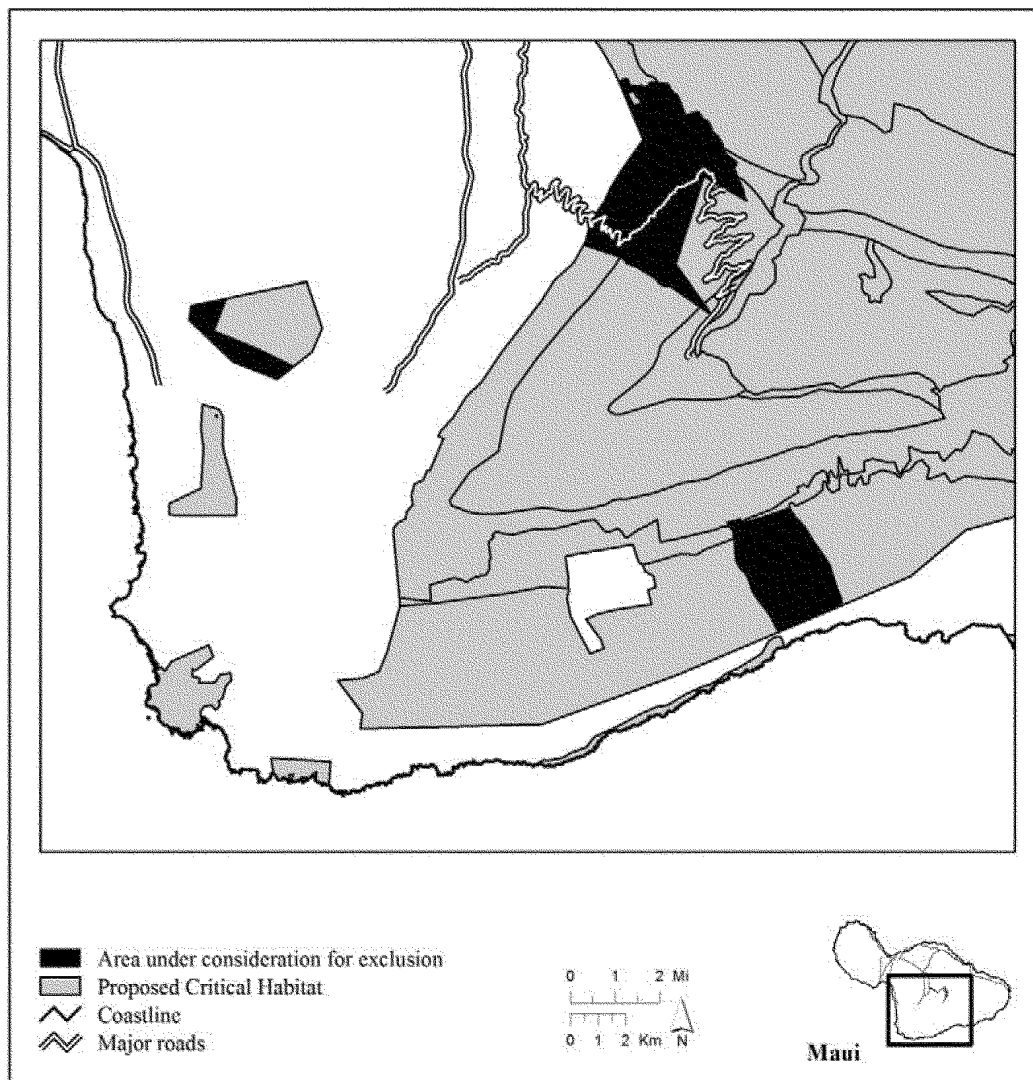 Area under consideration for exclusion
Proposed Critical Habitat
Coastline
Major roads
0 1 2 Mi
0 1 2 Km N
Maui